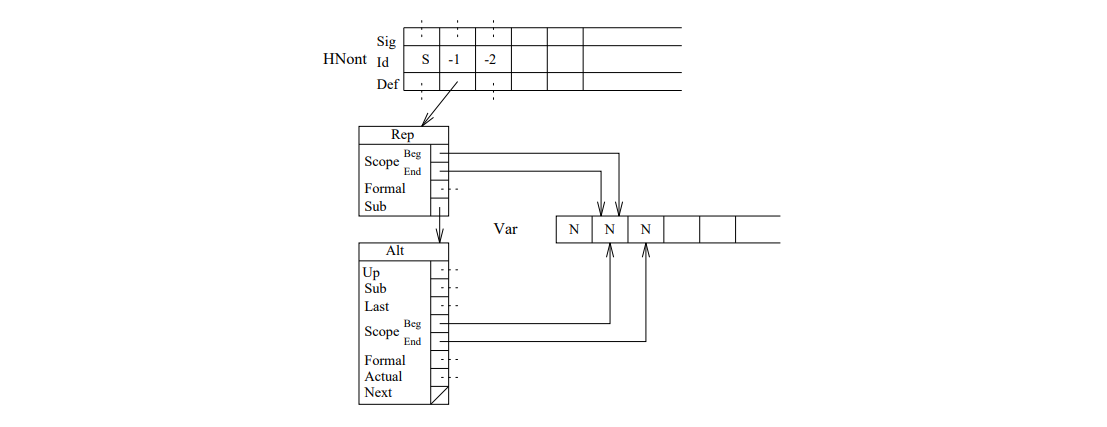 Sig
HNont Id S -1 -2
Def
Rep
Scope Beg
End
Formal
Sub
Var N N N
Alt
Up
Sub
Last
Scope Beg
End
Formal
Actual
Next